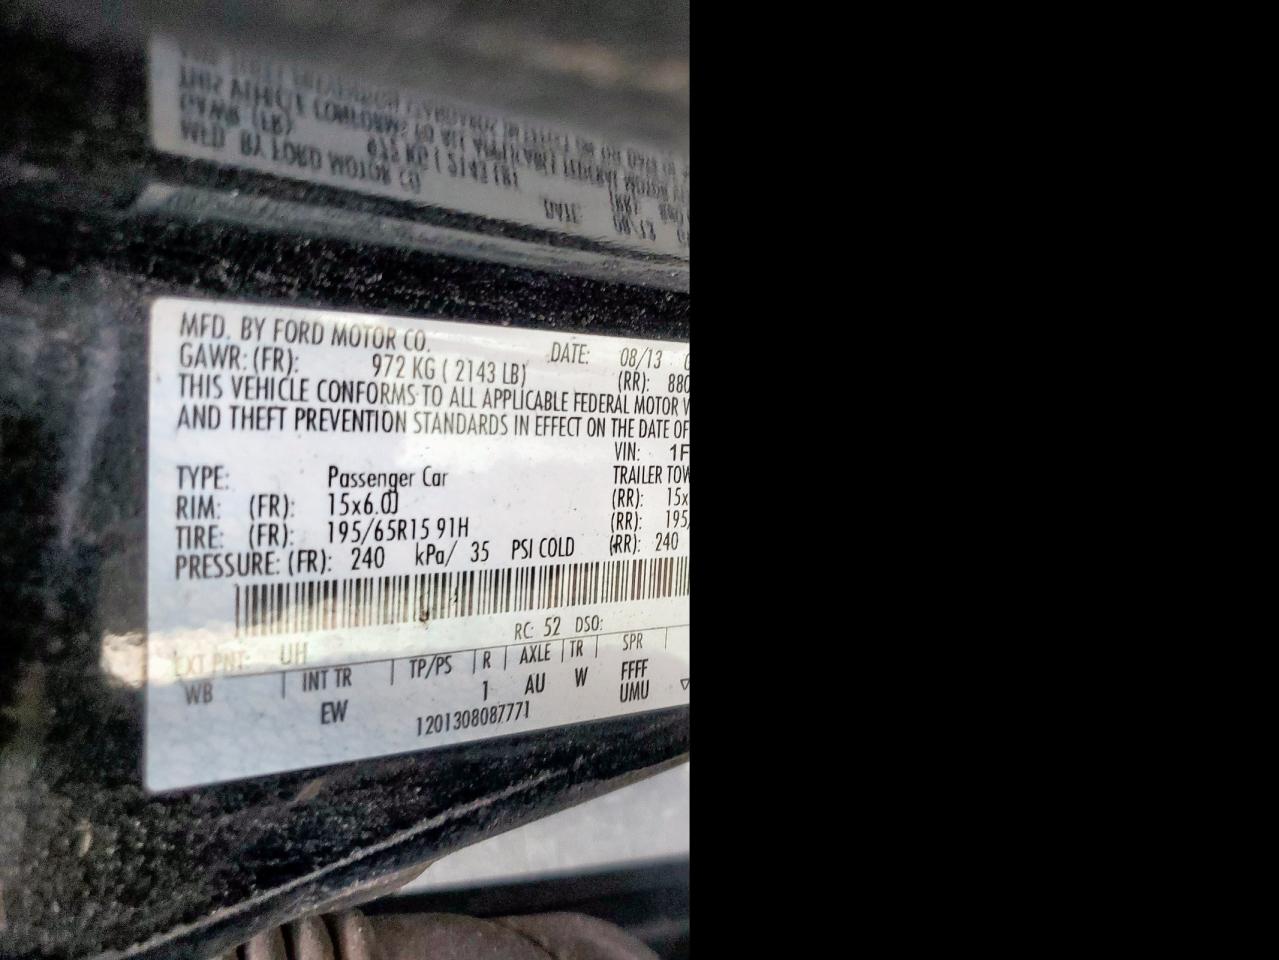 MFD. BY FORD MOTOR CO.
DATE: 08/13
GAWR: (FR): 972 KG ( 2143 LB) (RR): 880
THIS VEHICLE CONFORMS TO ALL APPLICABLE FEDERAL MOTOR V
AND THEFT PREVENTION STANDARDS IN EFFECT ON THE DATE OF
VIN: 1F
TYPE: Passenger Car TRAILER TOW
RIM: (FR): 15x6.0J (RR): 15x
TIRE: (FR): 195/65R15 91H (RR): 195/
PRESSURE: (FR): 240 kPa/ 35 PSI COLD (RR): 240
RC: 52 DSO:
EXT PNT: UH
WB | INT TR | TP/PS | R | AXLE | TR | SPR |
EW 1 AU W FFFF
UMU
1201308087771